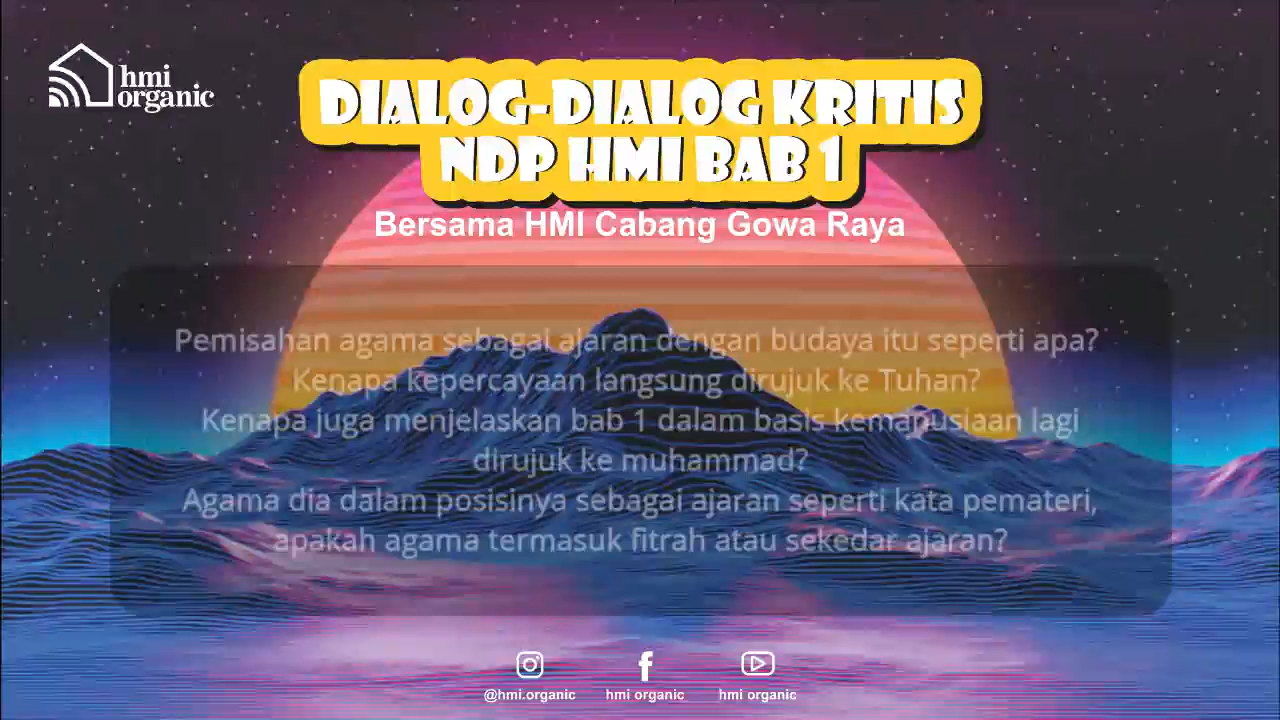 hmi
organic
DIALOG-DIALOG KRITIS
NDP HMI BAB 1
Bersama HMI Cabang Gowa Raya
Pemisahan agama sebagai ajaran dengan budaya itu seperti apa?
Kenapa kepercayaan langsung dirujuk ke Tuhan?
Kenapa juga menjelaskan bab 1 dalam basis kemanusiaan lagi
dirujuk ke muhammad?
Agama dia dalam posisinya sebagai ajaran seperti kata pemateri,
apakah agama termasuk fitrah atau sekedar ajaran?
@hmi.organic hmi organic hmi organic